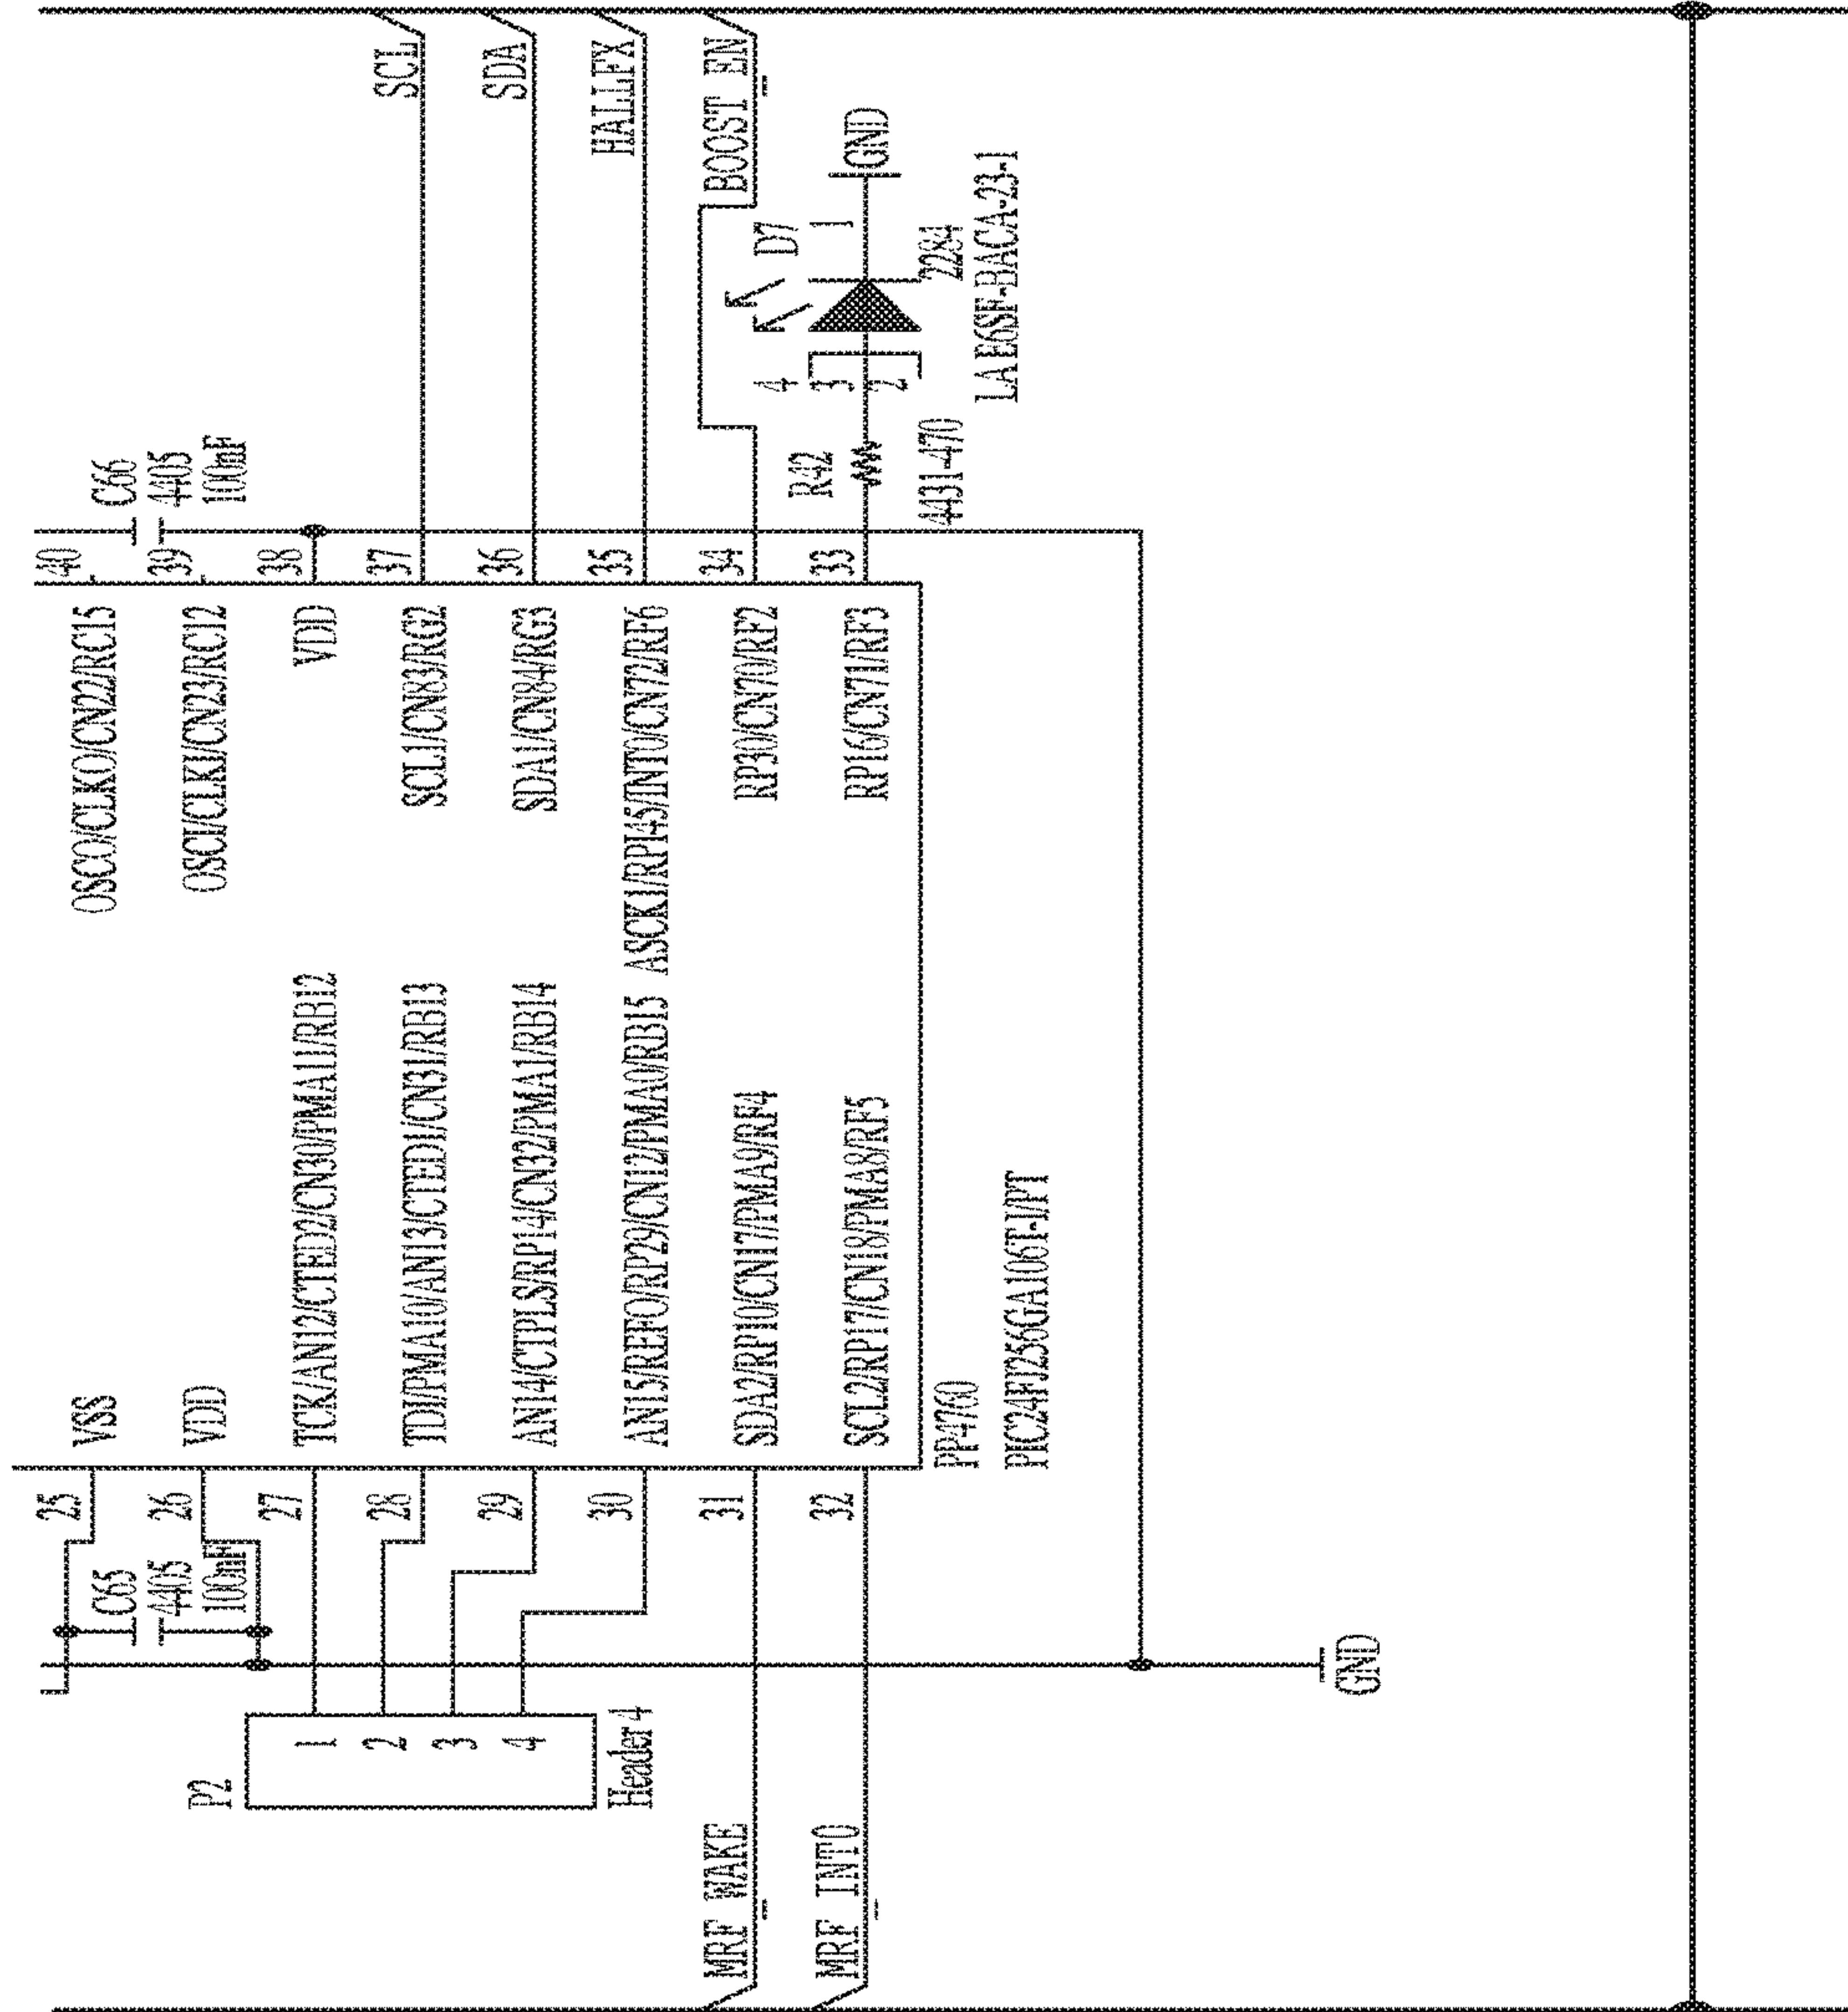 SCL
SDA
HALLFX
BOOST_EN
GND
D7
1
2284
LA E6SF-BACA-23-1
4
3
2
R42
4431-470
C66
4405
100nF
40
39
38
37
36
35
34
33
OSCO/CLKO/CN22/RC15
OSCI/CLKI/CN23/RC12
VDD
SCL1/CN83/RG2
SDA1/CN84/RG3
ASCK1/RPI45/INT0/CN72/RF6
RP30/CN70/RF2
RP16/CN71/RF3
VSS
VDD
TCK/AN12/CTED2/CN30/PMA11/RB12
TDI/PMA10/AN13/CTED1/CN31/RB13
AN14/CTPLS/RP14/CN32/PMA1/RB14
AN15/REFO/RP29/CN12/PMA0/RB15
SDA2/RP10/CN17/PMA9/RF4
SCL2/RP17/CN18/PMA8/RF5
PP4760
PIC24FJ256GA106T-I/PT
25
26
27
28
29
30
31
32
C65
4405
100nF
GND
P2
1
2
3
4
Header 4
MRF_WAKE
MRF_INT0